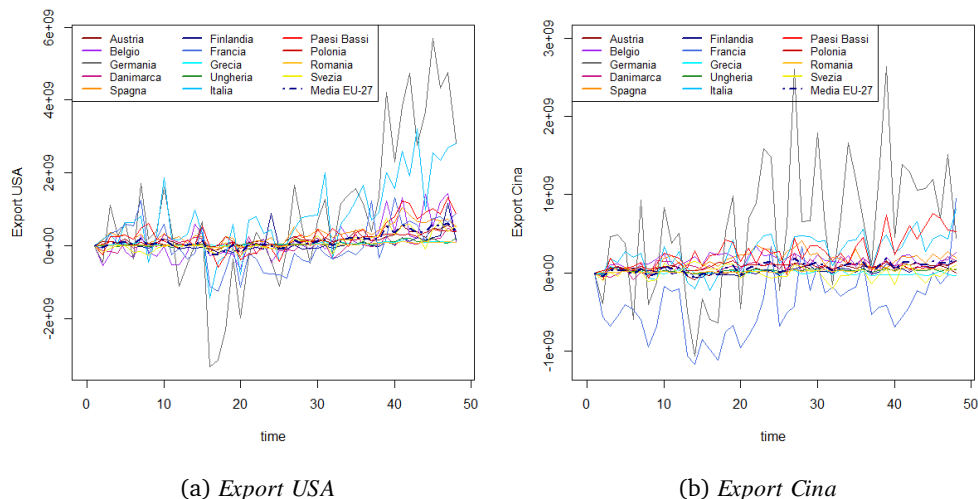 Export USA
6e+09
4e+09
2e+09
0e+00
-2e+09
Austria Finlandia Paesi Bassi
Belgio Francia Polonia
Germania Grecia Romania
Danimarca Ungheria Svezia
Spagna Italia Media EU-27
0 10 20 30 40 50
time
(a) Export USA
Export Cina
3e+09
2e+09
1e+09
0e+00
-1e+09
Austria Finlandia Paesi Bassi
Belgio Francia Polonia
Germania Grecia Romania
Danimarca Ungheria Svezia
Spagna Italia Media EU-27
0 10 20 30 40 50
time
(b) Export Cina